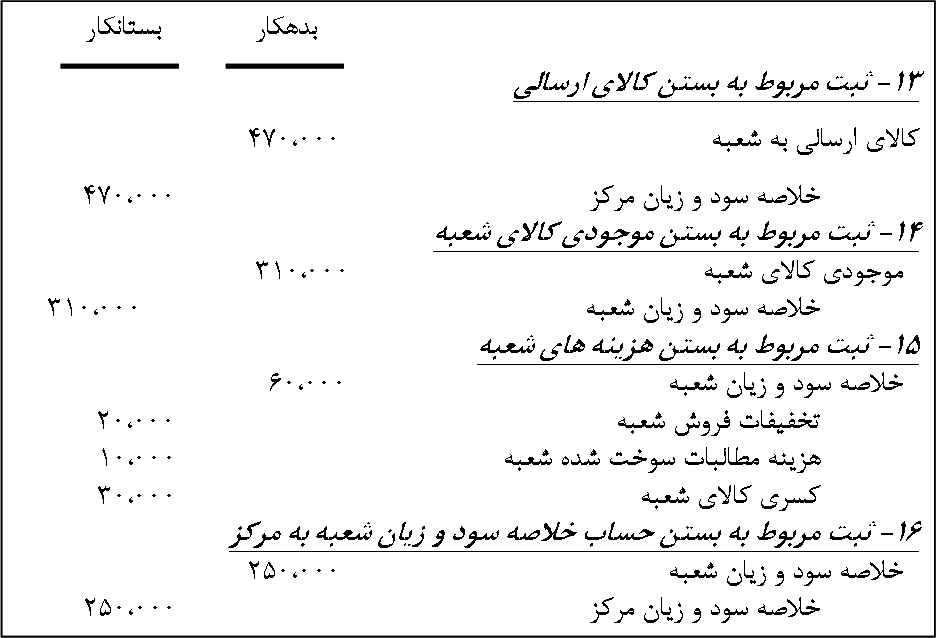 بدهکار بستانکار
۱۳- ثبت مربوط به بستن کالای ارسالی
کالای ارسالی به شعبه ۴۷۰،۰۰۰
خلاصه سود و زیان مرکز ۴۷۰،۰۰۰
۱۴- ثبت مربوط به بستن موجودی کالای شعبه
موجودی کالای شعبه ۳۱۰،۰۰۰
خلاصه سود و زیان شعبه ۳۱۰،۰۰۰
۱۵- ثبت مربوط به بستن هزینه های شعبه
خلاصه سود و زیان شعبه ۶۰،۰۰۰
تخفیفات فروش شعبه ۲۰،۰۰۰
هزینه مطالبات سوخت شده شعبه ۱۰،۰۰۰
کسری کالای شعبه ۳۰،۰۰۰
۱۶- ثبت مربوط به بستن حساب خلاصه سود و زیان شعبه به مرکز
خلاصه سود و زیان شعبه ۲۵۰،۰۰۰
خلاصه سود و زیان مرکز ۲۵۰،۰۰۰